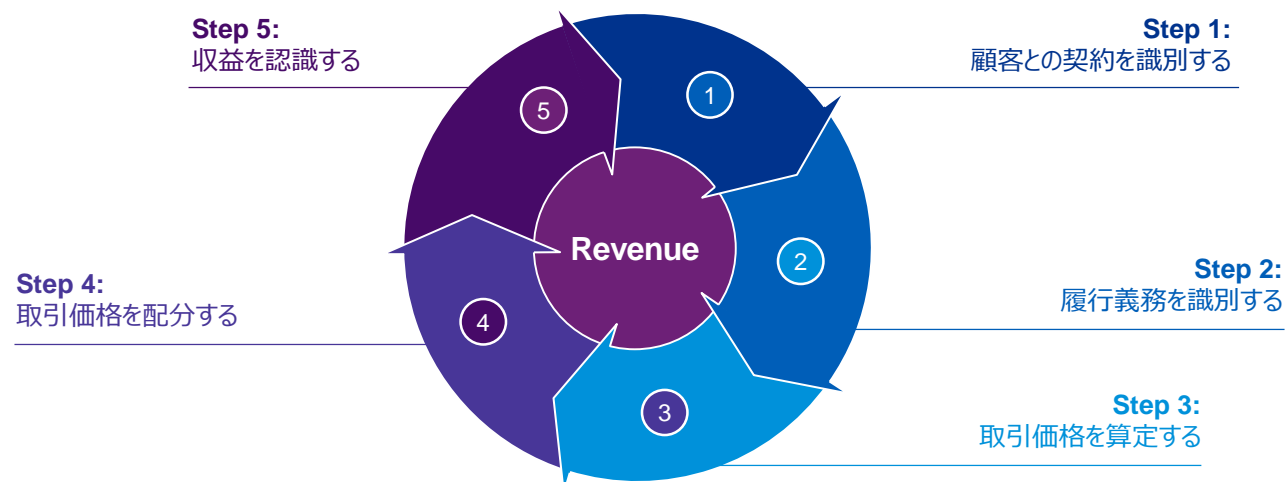 Step 1:
顧客との契約を識別する
Step 2:
履行義務を識別する
Step 3:
取引価格を算定する
Step 4:
取引価格を配分する
Step 5:
収益を認識する
1
2
3
4
5
Revenue